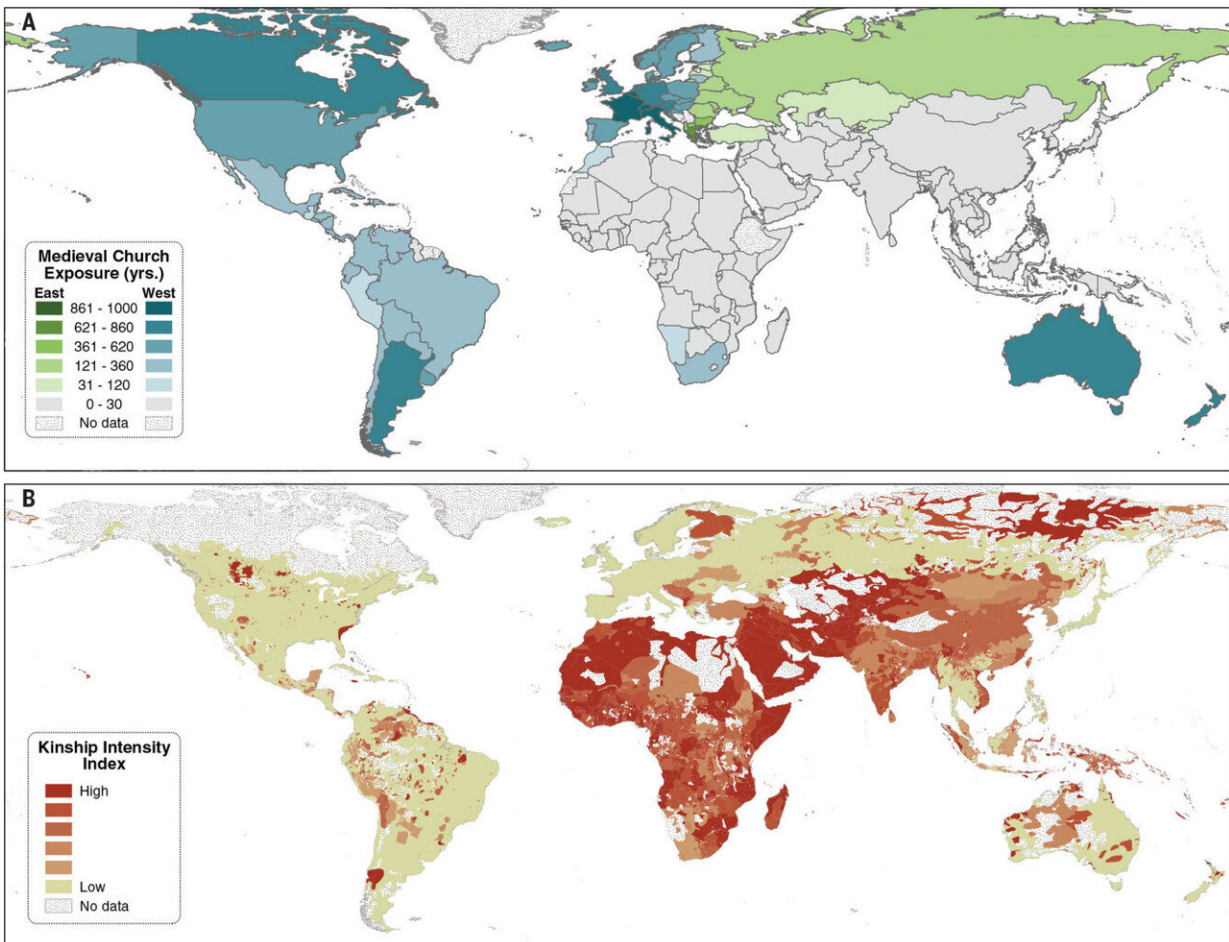 A
Medieval Church
Exposure (yrs.)
East West
861 - 1000
621 - 860
361 - 620
121 - 360
31 - 120
0 - 30
No data
B
Kinship Intensity
Index
High
Low
No data